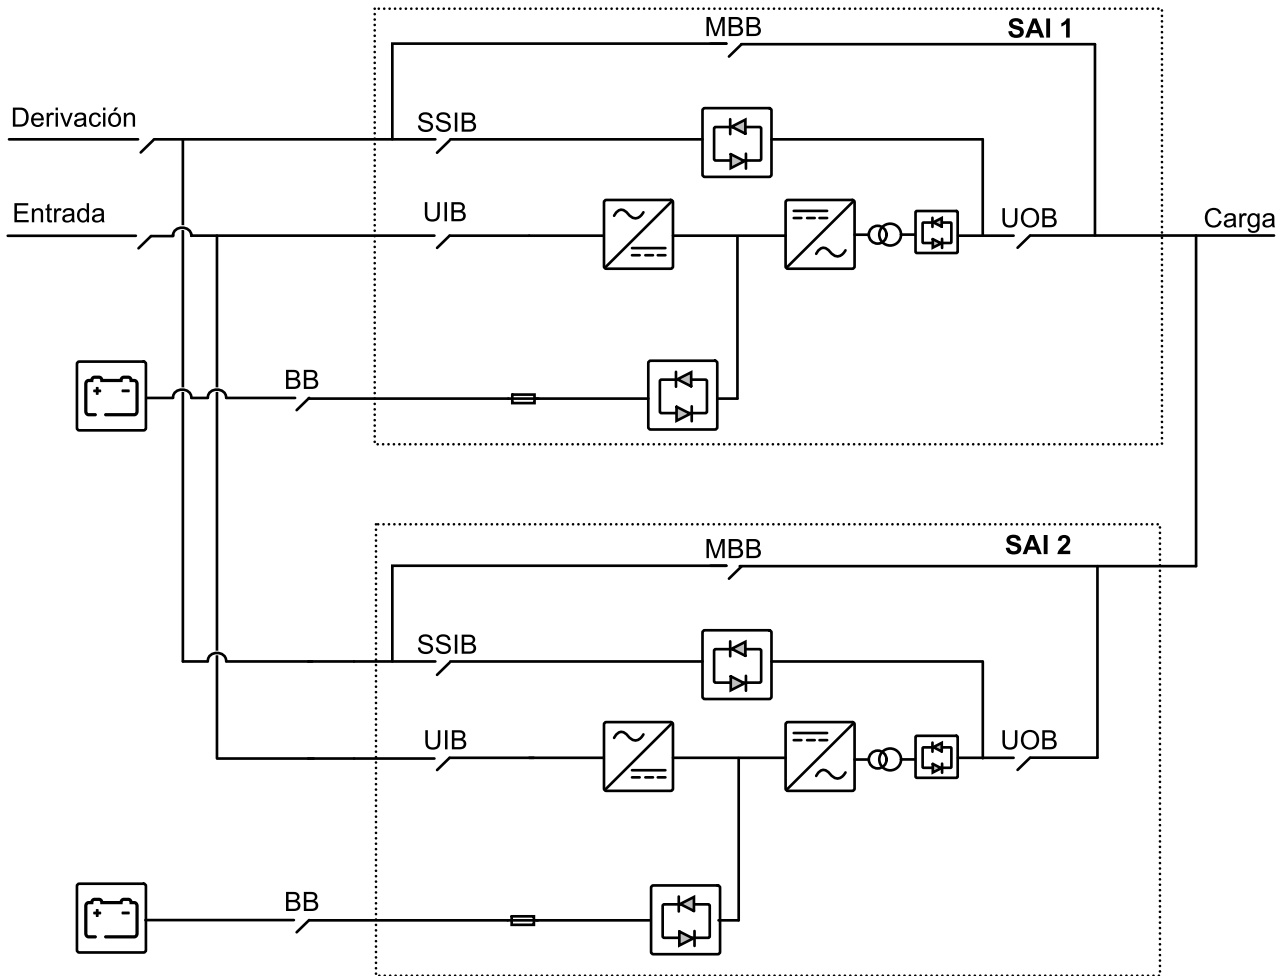 MBB
SAI 1
Derivación
SSIB
Entrada
UIB
UOB
Carga
BB
MBB
SAI 2
SSIB
UIB
UOB
BB